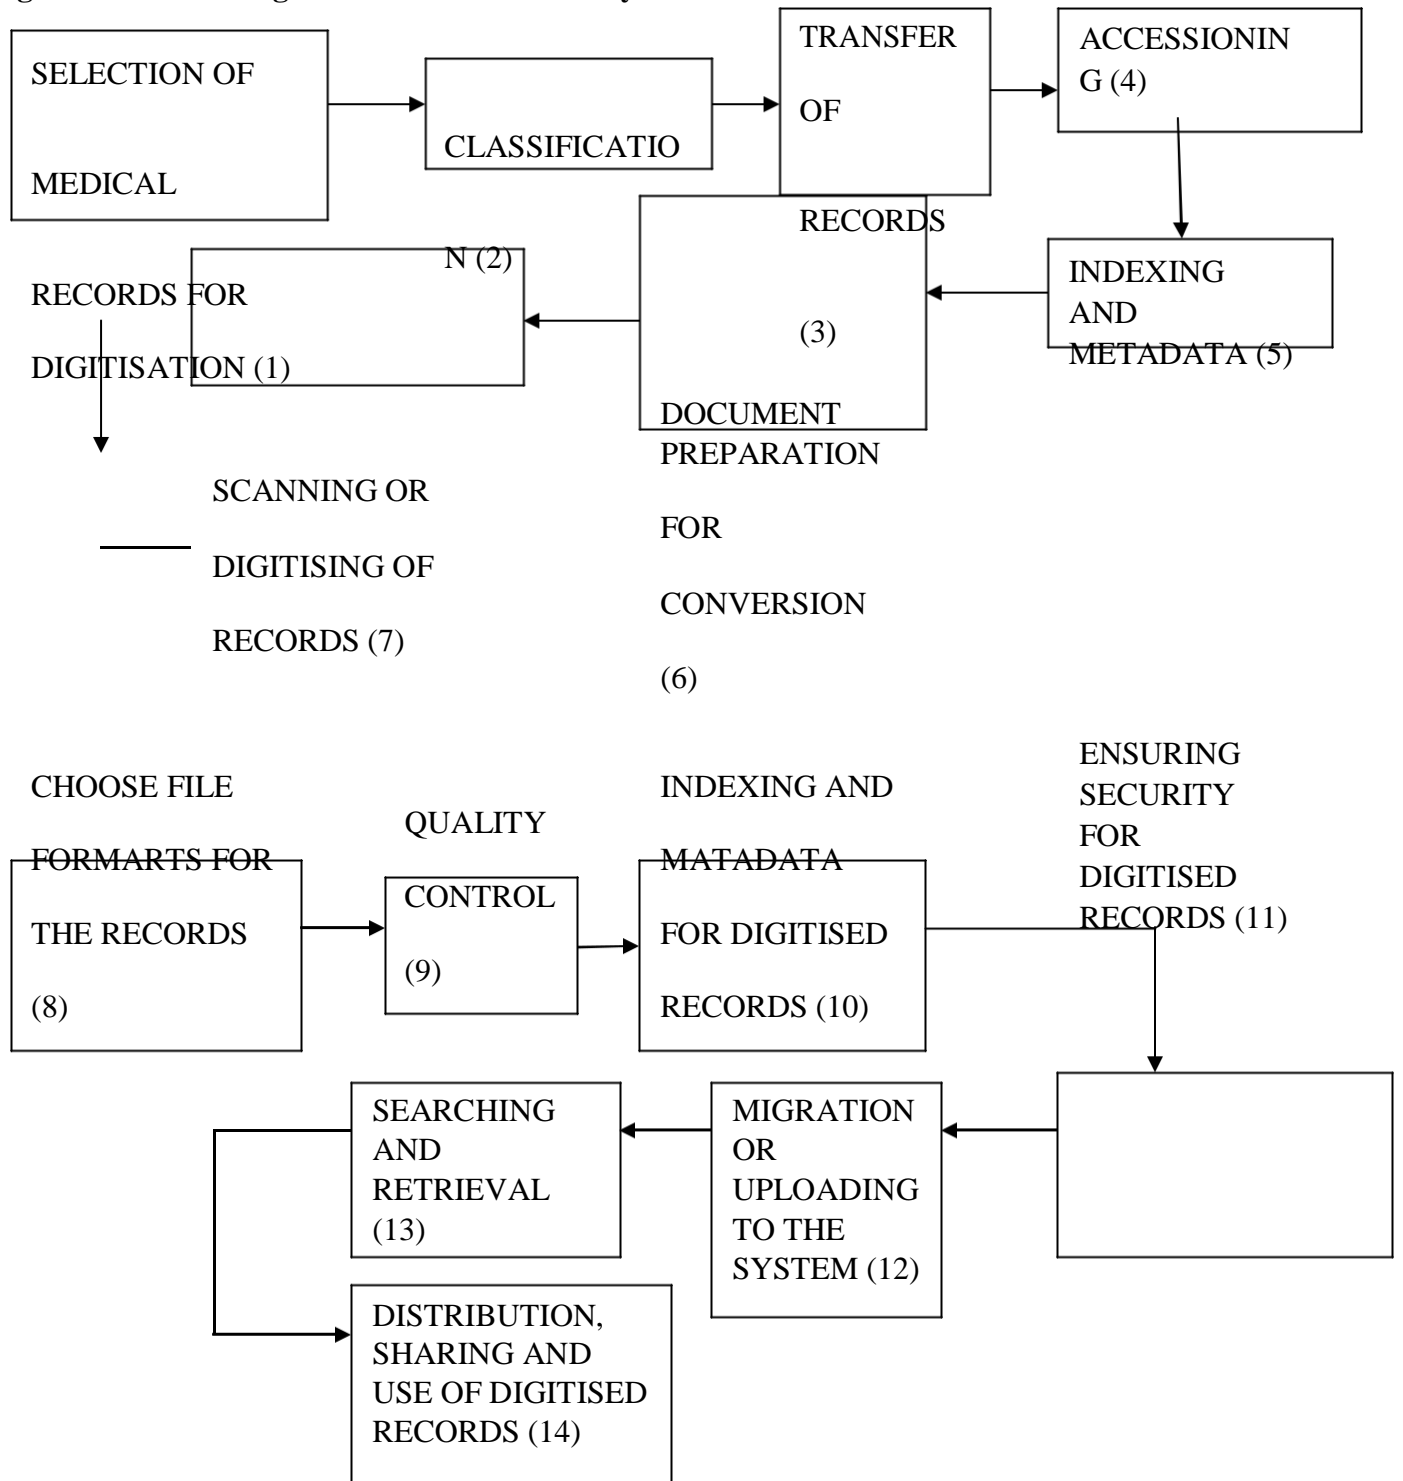 SELECTION OF
MEDICAL
RECORDS FOR
DIGITISATION (1)
CLASSIFICATIO
N (2)
TRANSFER
OF
RECORDS
(3)
ACCESSIONIN
G (4)
INDEXING
AND
METADATA (5)
DOCUMENT
PREPARATION
FOR
CONVERSION
(6)
SCANNING OR
DIGITISING OF
RECORDS (7)
CHOOSE FILE
FORMARTS FOR
THE RECORDS
(8)
QUALITY
CONTROL
(9)
INDEXING AND
MATADATA
FOR DIGITISED
RECORDS (10)
ENSURING
SECURITY
FOR
DIGITISED
RECORDS (11)
MIGRATION
OR
UPLOADING
TO THE
SYSTEM (12)
SEARCHING
AND
RETRIEVAL
(13)
DISTRIBUTION,
SHARING AND
USE OF DIGITISED
RECORDS (14)